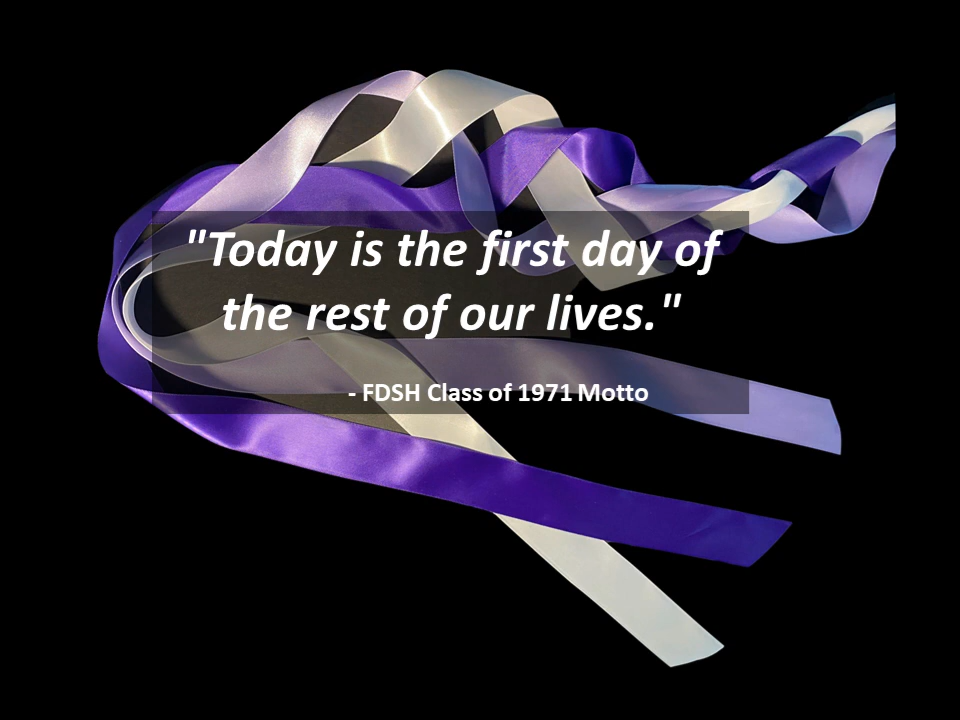 "Today is the first day of
the rest of our lives."
- FDSH Class of 1971 Motto